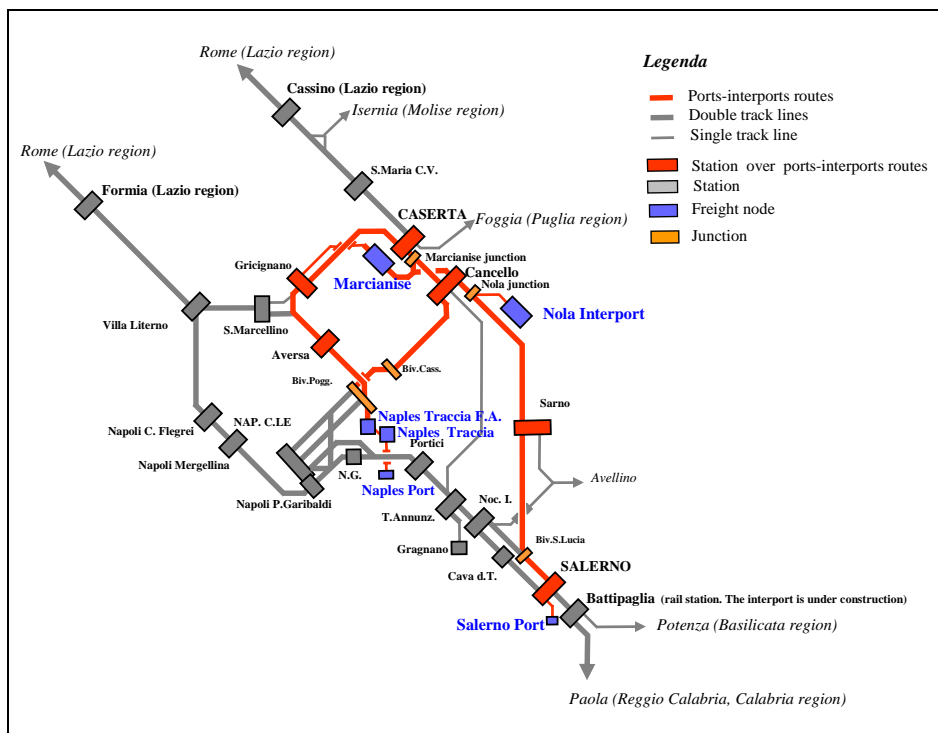 Rome (Lazio region)
Legenda
Cassino (Lazio region)
Ports-interports routes
Isernia (Molise region)
Double track lines
Single track line
Rome (Lazio region)
S.Maria C.V.
Station over ports-interports routes
Station
Formia (Lazio region)
Freight node
CASERTA
Foggia (Puglia region)
Junction
Marcianise junction
Gricignano
Cancello
Marcianise
Nola junction
Nola Interport
Villa Literno
S.Marcellino
Aversa
Biv.Cass.
Biv.Pogg.
Sarno
Naples Traccia F.A.
Napoli C. Flegrei
NAP. C.LE
Naples Traccia
Portici
Napoli Mergellina
N.G.
Naples Port
Avellino
Napoli P.Garibaldi
Noc. I.
T.Annunz.
Biv.S.Lucia
Gragnano
SALERNO
Cava d.T.
Battipaglia (rail station. The interport is under construction)
Salerno Port
Potenza (Basilicata region)
Paola (Reggio Calabria, Calabria region)